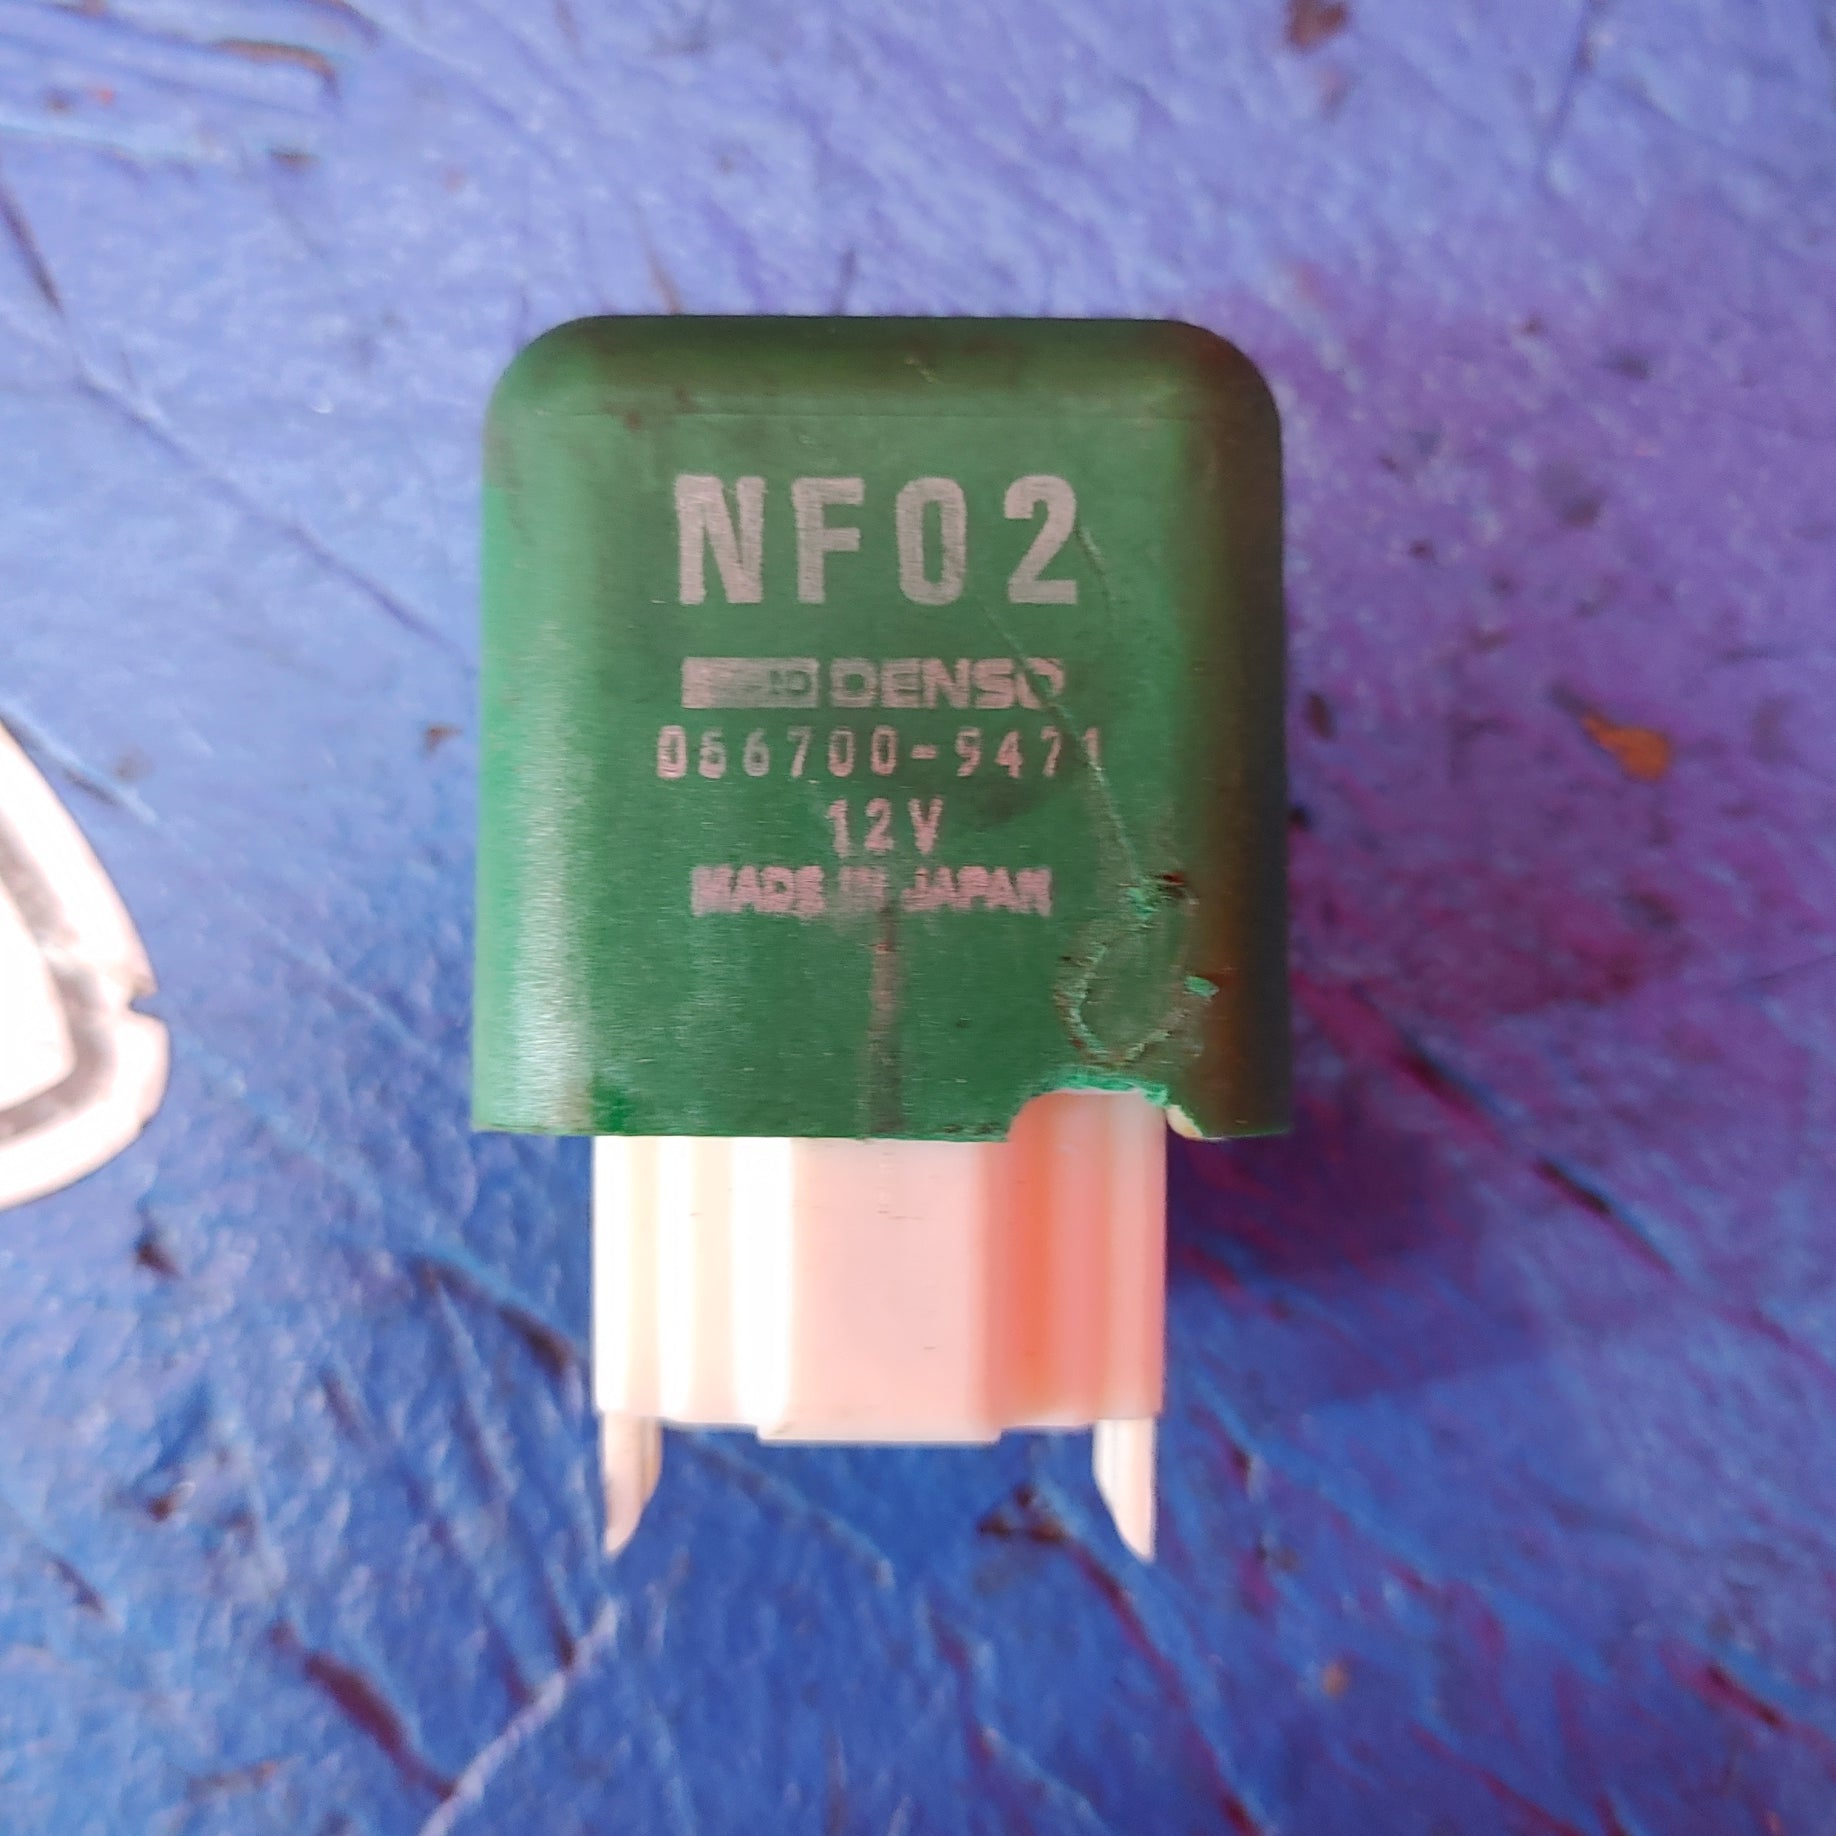 NF02
DENSO
056700-9471
12V
MADE IN JAPAN